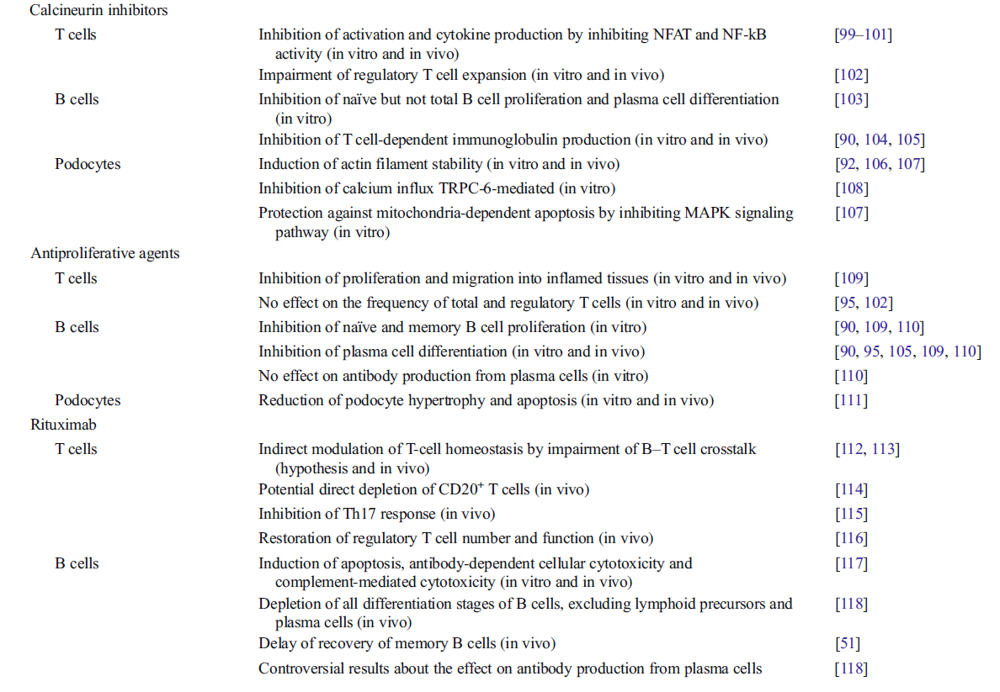 Calcineurin inhibitors
T cells Inhibition of activation and cytokine production by inhibiting NFAT and NF-kB [99–101]
activity (in vitro and in vivo)
Impairment of regulatory T cell expansion (in vitro and in vivo) [102]
B cells Inhibition of naïve but not total B cell proliferation and plasma cell differentiation [103]
(in vitro)
Inhibition of T cell-dependent immunoglobulin production (in vitro and in vivo) [90, 104, 105]
Podocytes Induction of actin filament stability (in vitro and in vivo) [92, 106, 107]
Inhibition of calcium influx TRPC-6-mediated (in vitro) [108]
Protection against mitochondria-dependent apoptosis by inhibiting MAPK signaling [107]
pathway (in vitro)
Antiproliferative agents
T cells Inhibition of proliferation and migration into inflamed tissues (in vitro and in vivo) [109]
No effect on the frequency of total and regulatory T cells (in vitro and in vivo) [95, 102]
B cells Inhibition of naïve and memory B cell proliferation (in vitro) [90, 109, 110]
Inhibition of plasma cell differentiation (in vitro and in vivo) [90, 95, 105, 109, 110]
No effect on antibody production from plasma cells (in vitro) [110]
Podocytes Reduction of podocyte hypertrophy and apoptosis (in vitro and in vivo) [111]
Rituximab
T cells Indirect modulation of T-cell homeostasis by impairment of B–T cell crosstalk [112, 113]
(hypothesis and in vivo)
Potential direct depletion of CD20⁺ T cells (in vivo) [114]
Inhibition of Th17 response (in vivo) [115]
Restoration of regulatory T cell number and function (in vivo) [116]
B cells Induction of apoptosis, antibody-dependent cellular cytotoxicity and [117]
complement-mediated cytotoxicity (in vitro and in vivo)
Depletion of all differentiation stages of B cells, excluding lymphoid precursors and [118]
plasma cells (in vivo)
Delay of recovery of memory B cells (in vivo) [51]
Controversial results about the effect on antibody production from plasma cells [118]